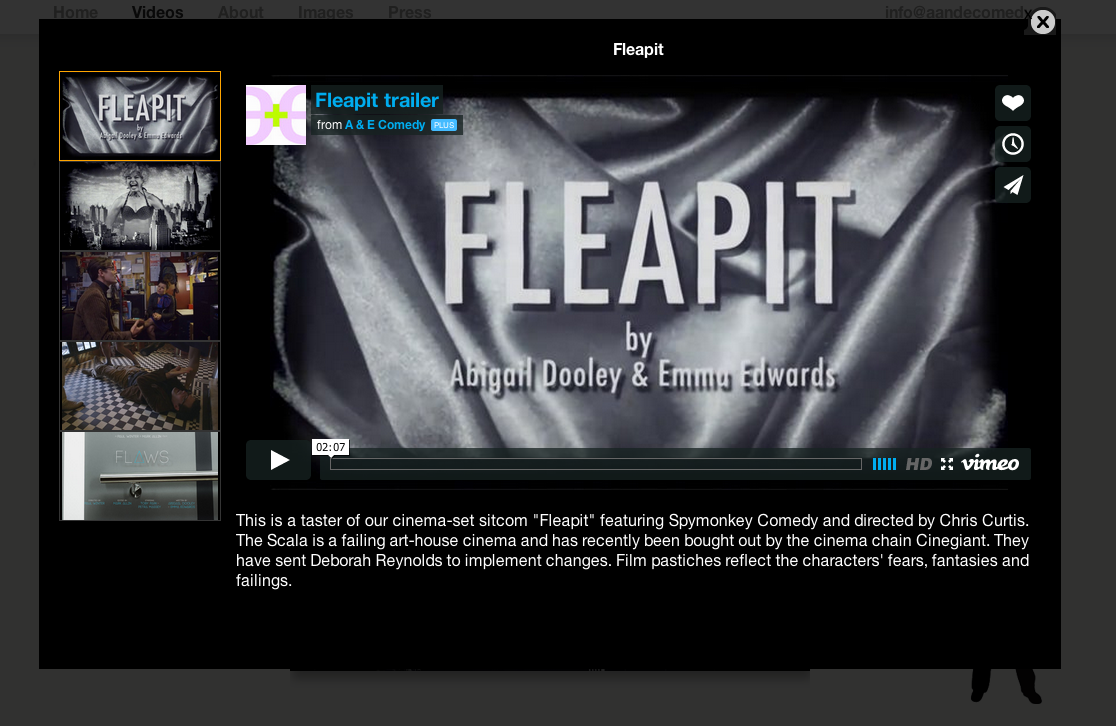 Home Videos About Images Press info@aandecomedy
Fleapit
FLEAPIT
by
Abigail Dooley & Emma Edwards
FL WS
Fleapit trailer
from A & E Comedy PLUS
FLEAPIT
by
Abigail Dooley & Emma Edwards
02:07
HD vimeo
This is a taster of our cinema-set sitcom "Fleapit" featuring Spymonkey Comedy and directed by Chris Curtis.
The Scala is a failing art-house cinema and has recently been bought out by the cinema chain Cinegiant. They
have sent Deborah Reynolds to implement changes. Film pastiches reflect the characters' fears, fantasies and
failings.